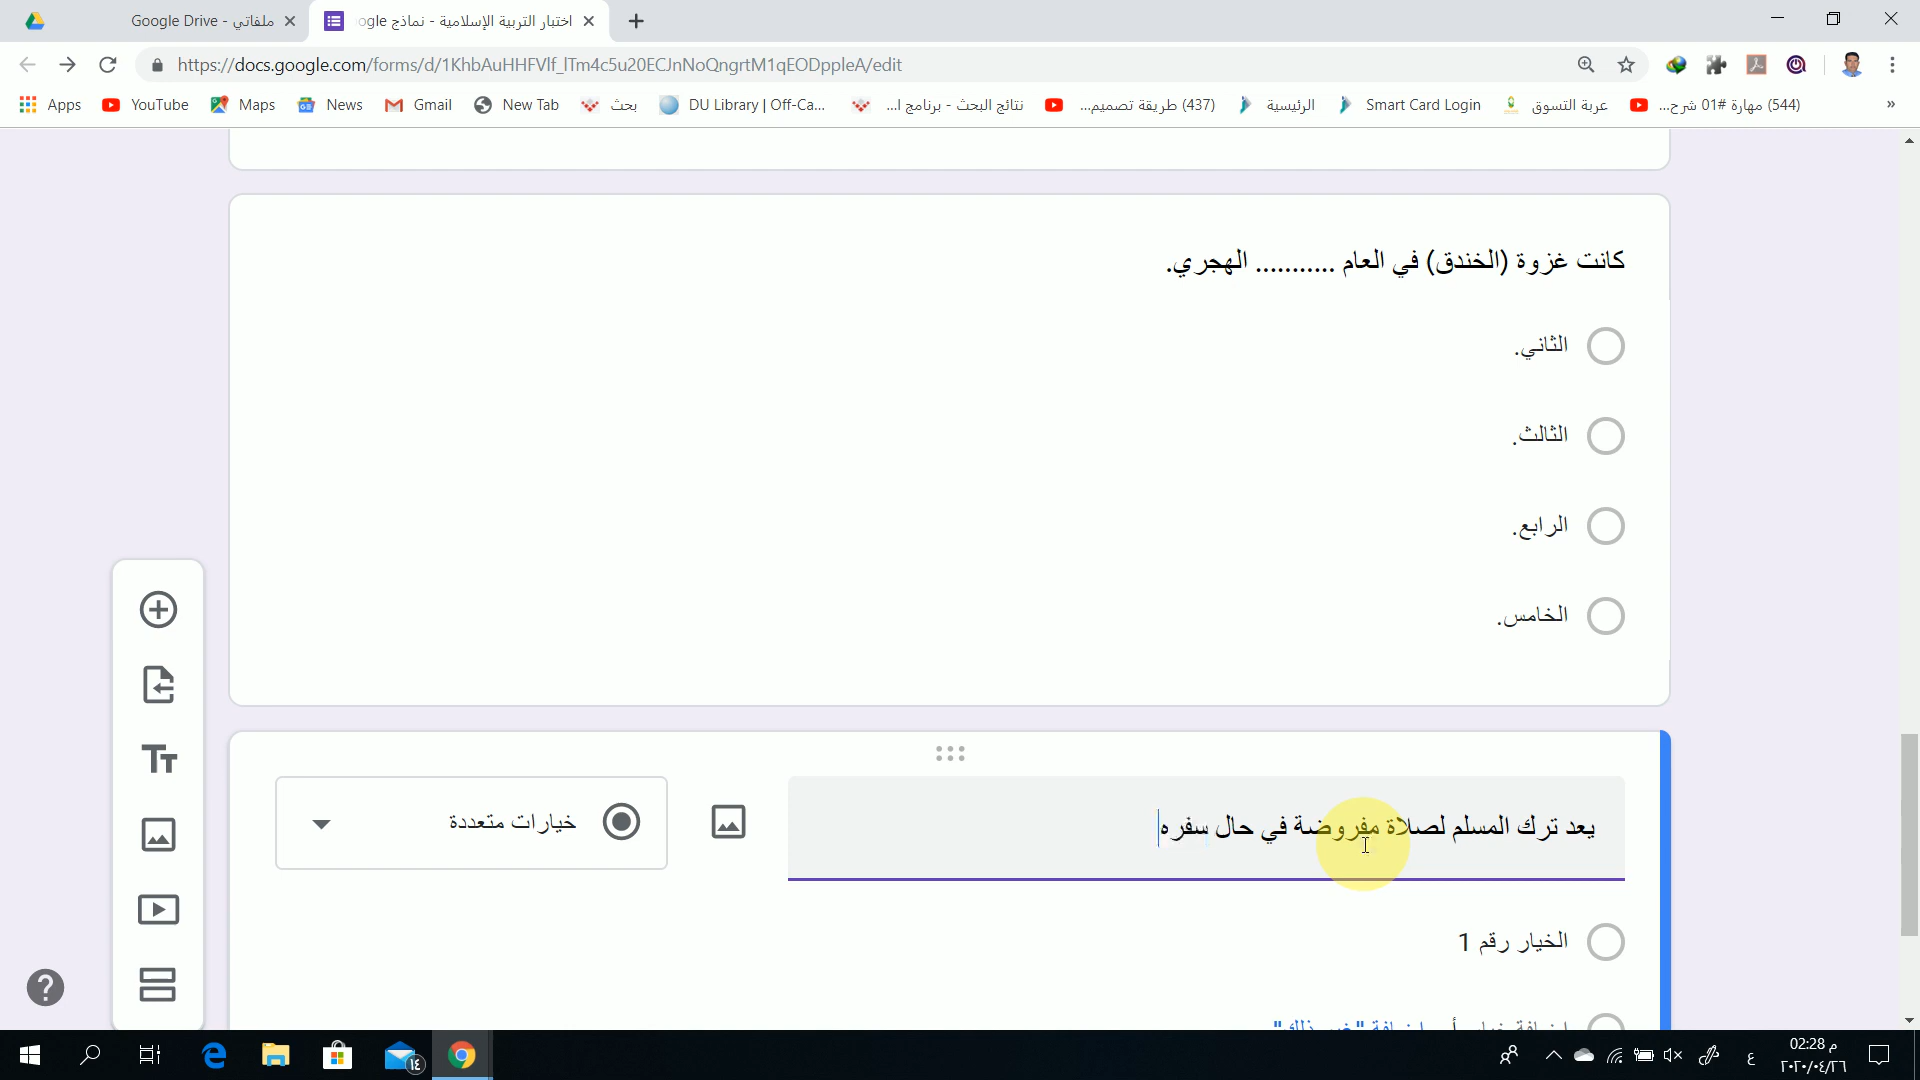 ملفاتي - Google Drive
اختبار التربية الإسلامية - نماذج ogle
https://docs.google.com/forms/d/1KhbAuHHFVlf_lTm4c5u20ECJnNoQngrtM1qEODppleA/edit
Apps YouTube Maps News Gmail New Tab بحث DU Library | Off-Ca... نتائج البحث - برنامج ا... (437) طريقة تصميم... الرئيسية Smart Card Login عربة التسوق (544) مهارة #01 شرح... »
كانت غزوة (الخندق) في العام ........... الهجري.
الثاني.
الثالث.
الرابع.
الخامس.
يعد ترك المسلم لصلاة مفروضة في حال سفره
خيارات متعددة
الخيار رقم 1
١٤
ع
02:28 م
٢٠٢٠/٠٤/٢٦